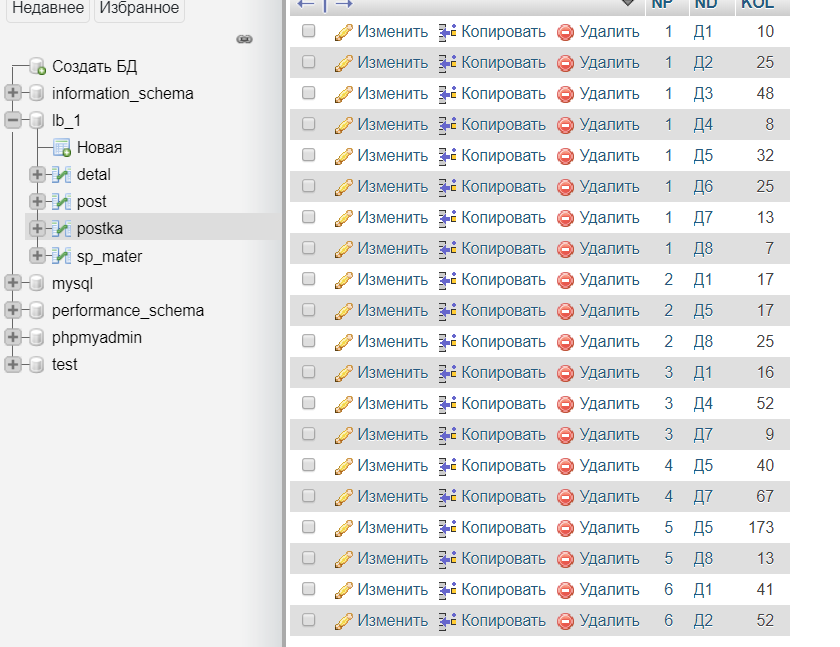 Недавнее Избранное
Создать БД
information_schema
lb_1
Новая
detal
post
postka
sp_mater
mysql
performance_schema
phpmyadmin
test
NP ND KOL
Изменить Копировать Удалить 1 Д1 10
Изменить Копировать Удалить 1 Д2 25
Изменить Копировать Удалить 1 Д3 48
Изменить Копировать Удалить 1 Д4 8
Изменить Копировать Удалить 1 Д5 32
Изменить Копировать Удалить 1 Д6 25
Изменить Копировать Удалить 1 Д7 13
Изменить Копировать Удалить 1 Д8 7
Изменить Копировать Удалить 2 Д1 17
Изменить Копировать Удалить 2 Д5 17
Изменить Копировать Удалить 2 Д8 25
Изменить Копировать Удалить 3 Д1 16
Изменить Копировать Удалить 3 Д4 52
Изменить Копировать Удалить 3 Д7 9
Изменить Копировать Удалить 4 Д5 40
Изменить Копировать Удалить 4 Д7 67
Изменить Копировать Удалить 5 Д5 173
Изменить Копировать Удалить 5 Д8 13
Изменить Копировать Удалить 6 Д1 41
Изменить Копировать Удалить 6 Д2 52